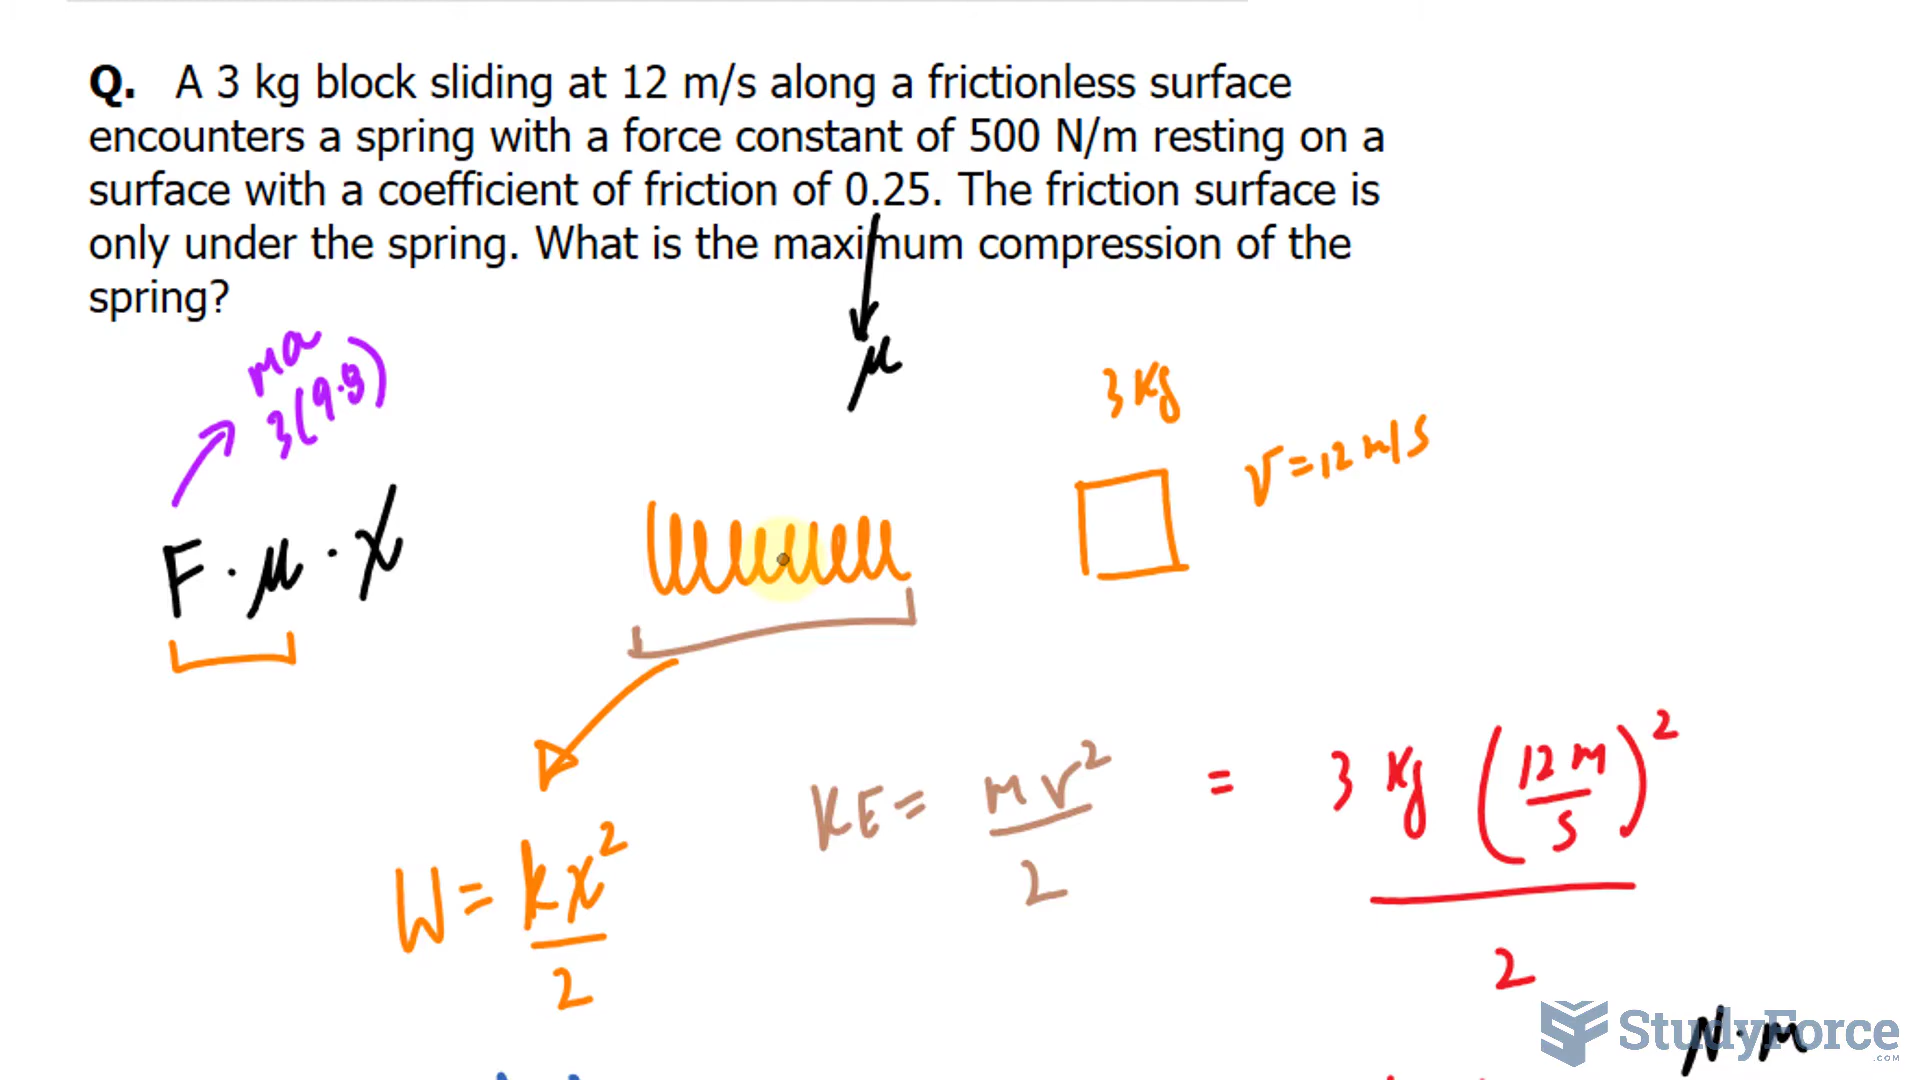 Q. A 3 kg block sliding at 12 m/s along a frictionless surface
encounters a spring with a force constant of 500 N/m resting on a
surface with a coefficient of friction of 0.25. The friction surface is
only under the spring. What is the maximum compression of the
spring?
ma
3(9.8)
μ
3 kg
V=12 m/s
F · μ · x
KE = mv²/2 = 3 kg (12 m/s)²/2
W = kx²/2
StudyForce
.COM
N·m